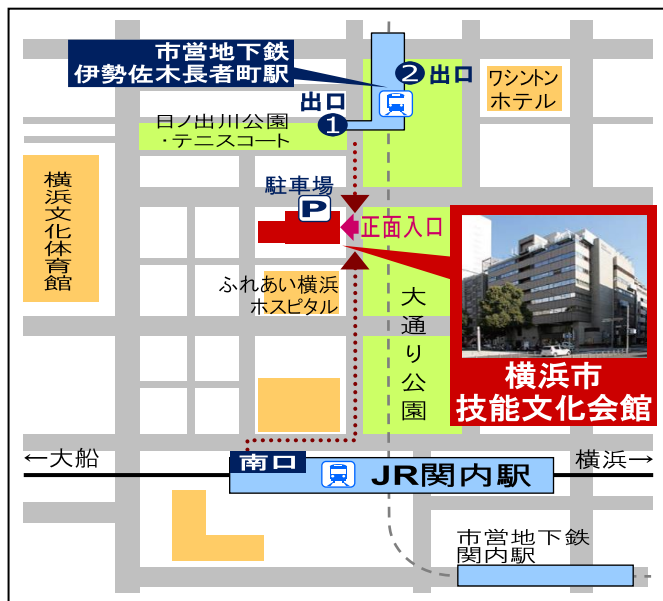 市営地下鉄
伊勢佐木長者町駅
❷出口
ワシントン
ホテル
出口
❶
日ノ出川公園
・テニスコート
横浜文化体育館
駐車場
P
正面入口
ふれあい横浜
ホスピタル
大通り公園
横浜市
技能文化会館
←大船
南口
JR関内駅
横浜→
市営地下鉄
関内駅